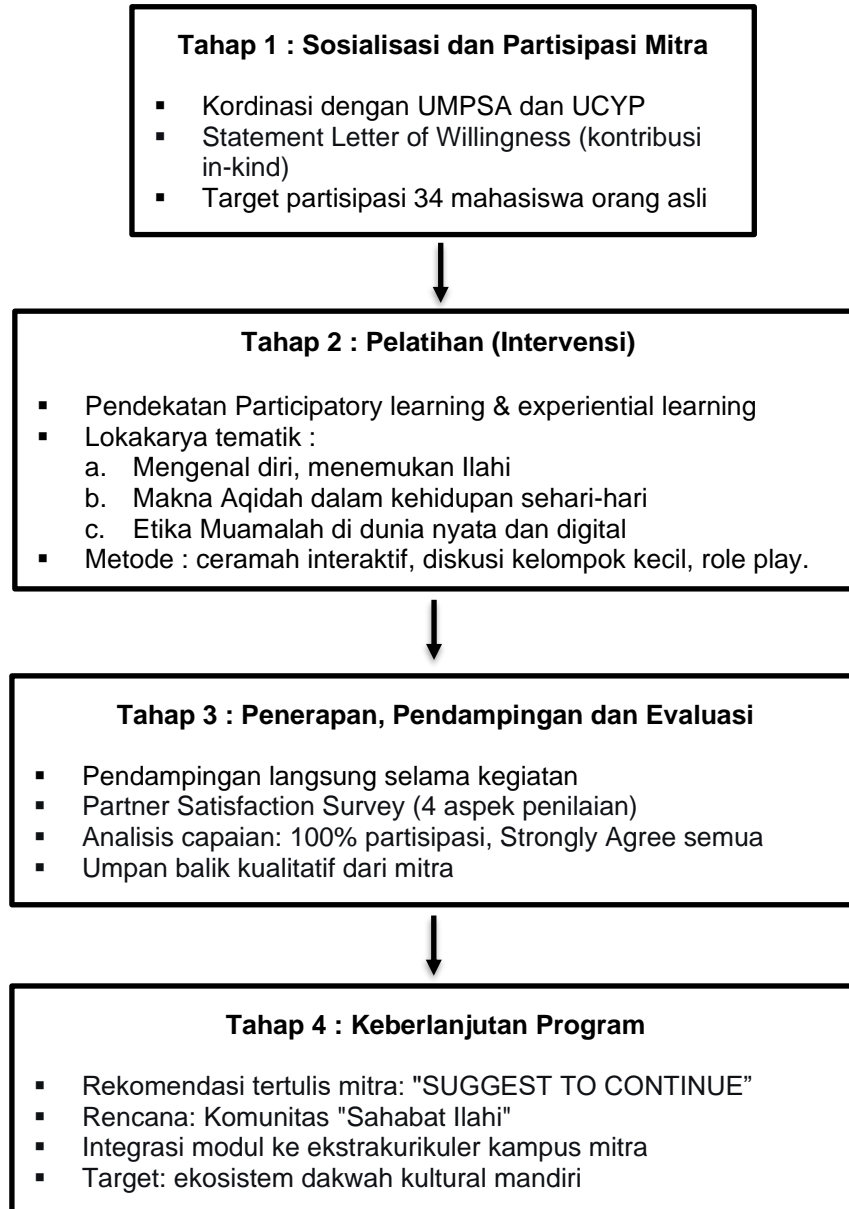 Tahap 1 : Sosialisasi dan Partisipasi Mitra
▪ Kordinasi dengan UMPSA dan UCYP
▪ Statement Letter of Willingness (kontribusi
in-kind)
▪ Target partisipasi 34 mahasiswa orang asli
Tahap 2 : Pelatihan (Intervensi)
▪ Pendekatan Participatory learning & experiential learning
▪ Lokakarya tematik :
a. Mengenal diri, menemukan Ilahi
b. Makna Aqidah dalam kehidupan sehari-hari
c. Etika Muamalah di dunia nyata dan digital
▪ Metode : ceramah interaktif, diskusi kelompok kecil, role play.
Tahap 3 : Penerapan, Pendampingan dan Evaluasi
▪ Pendampingan langsung selama kegiatan
▪ Partner Satisfaction Survey (4 aspek penilaian)
▪ Analisis capaian: 100% partisipasi, Strongly Agree semua
▪ Umpan balik kualitatif dari mitra
Tahap 4 : Keberlanjutan Program
▪ Rekomendasi tertulis mitra: "SUGGEST TO CONTINUE”
▪ Rencana: Komunitas "Sahabat Ilahi"
▪ Integrasi modul ke ekstrakurikuler kampus mitra
▪ Target: ekosistem dakwah kultural mandiri